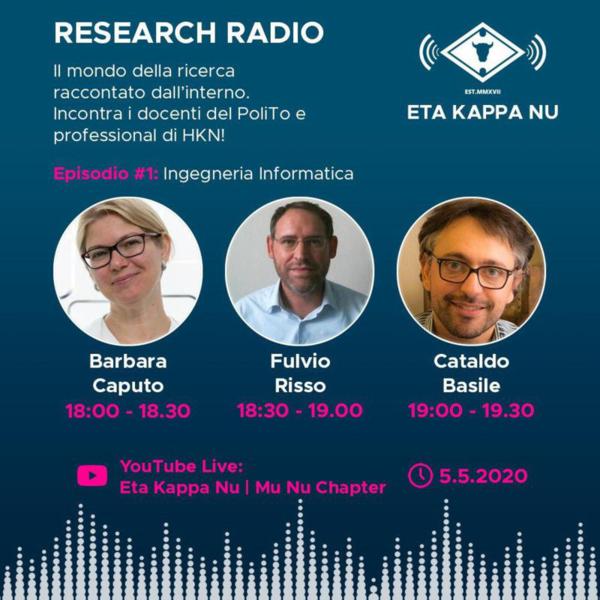 RESEARCH RADIO
Il mondo della ricerca
raccontato dall'interno.
Incontra i docenti del PoliTo e
professional di HKN!
EST.MMXVII
ETA KAPPA NU
Episodio #1: Ingegneria Informatica
Barbara
Caputo
18:00 - 18.30
Fulvio
Risso
18:30 - 19.00
Cataldo
Basile
19:00 - 19.30
YouTube Live:
Eta Kappa Nu | Mu Nu Chapter
5.5.2020